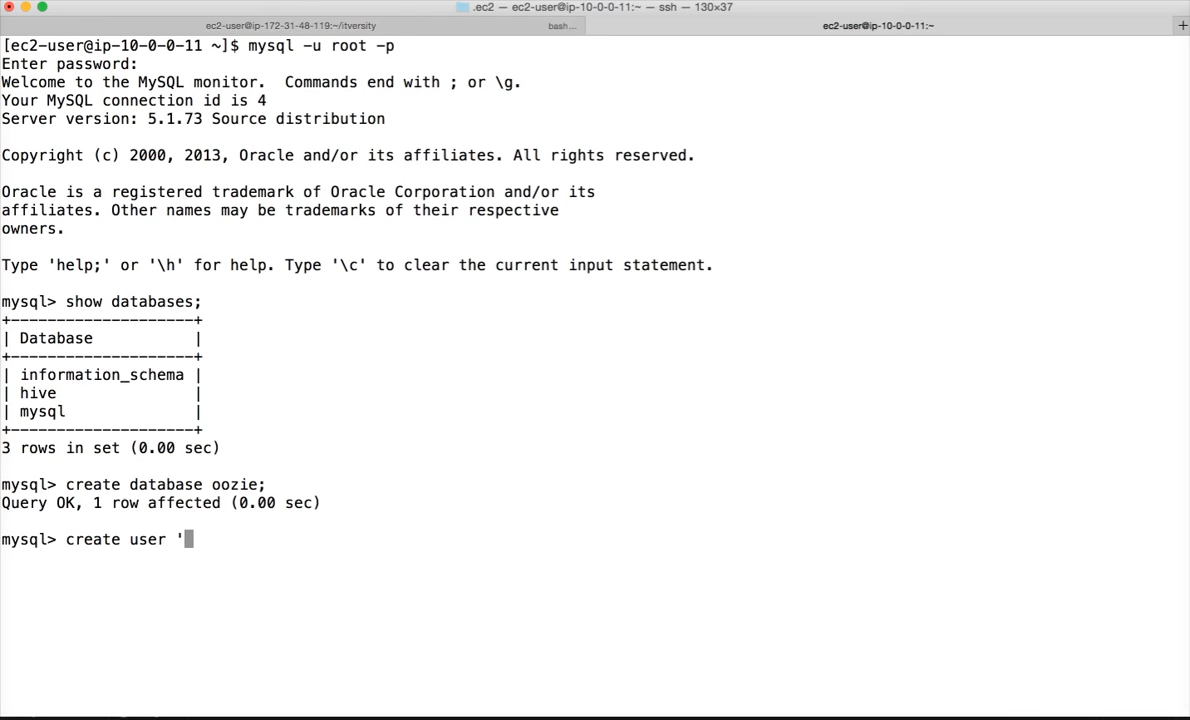 .ec2 — ec2-user@ip-10-0-0-11:~ — ssh — 130×37
ec2-user@ip-172-31-48-119:~/itversity
bash...
ec2-user@ip-10-0-0-11:~
+
[ec2-user@ip-10-0-0-11 ~]$ mysql -u root -p
Enter password:
Welcome to the MySQL monitor.  Commands end with ; or \g.
Your MySQL connection id is 4
Server version: 5.1.73 Source distribution
Copyright (c) 2000, 2013, Oracle and/or its affiliates. All rights reserved.
Oracle is a registered trademark of Oracle Corporation and/or its
affiliates. Other names may be trademarks of their respective
owners.
Type 'help;' or '\h' for help. Type '\c' to clear the current input statement.
mysql> show databases;
+--------------------+
| Database           |
+--------------------+
| information_schema |
| hive               |
| mysql              |
+--------------------+
3 rows in set (0.00 sec)
mysql> create database oozie;
Query OK, 1 row affected (0.00 sec)
mysql> create user '